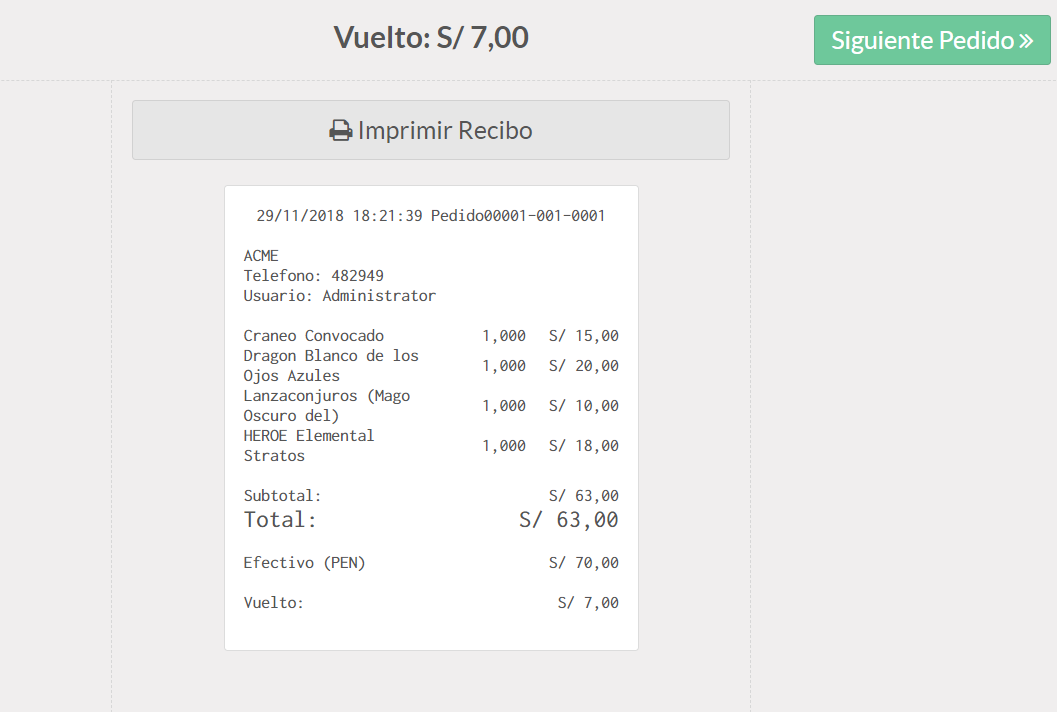 Vuelto: S/ 7,00
Siguiente Pedido »
Imprimir Recibo
29/11/2018 18:21:39 Pedido00001-001-0001
ACME
Telefono: 482949
Usuario: Administrator
Craneo Convocado 1,000 S/ 15,00
Dragon Blanco de los
Ojos Azules 1,000 S/ 20,00
Lanzaconjuros (Mago
Oscuro del) 1,000 S/ 10,00
HEROE Elemental
Stratos 1,000 S/ 18,00
Subtotal: S/ 63,00
Total: S/ 63,00
Efectivo (PEN) S/ 70,00
Vuelto: S/ 7,00